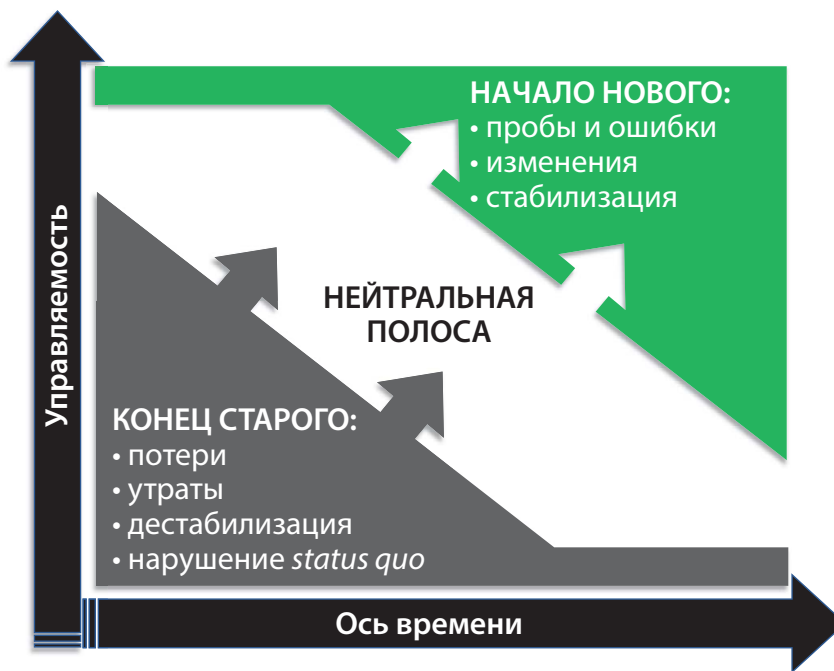 НАЧАЛО НОВОГО:
• пробы и ошибки
• изменения
• стабилизация
Управляемость
НЕЙТРАЛЬНАЯ
ПОЛОСА
КОНЕЦ СТАРОГО:
• потери
• утраты
• дестабилизация
• нарушение status quo
Ось времени